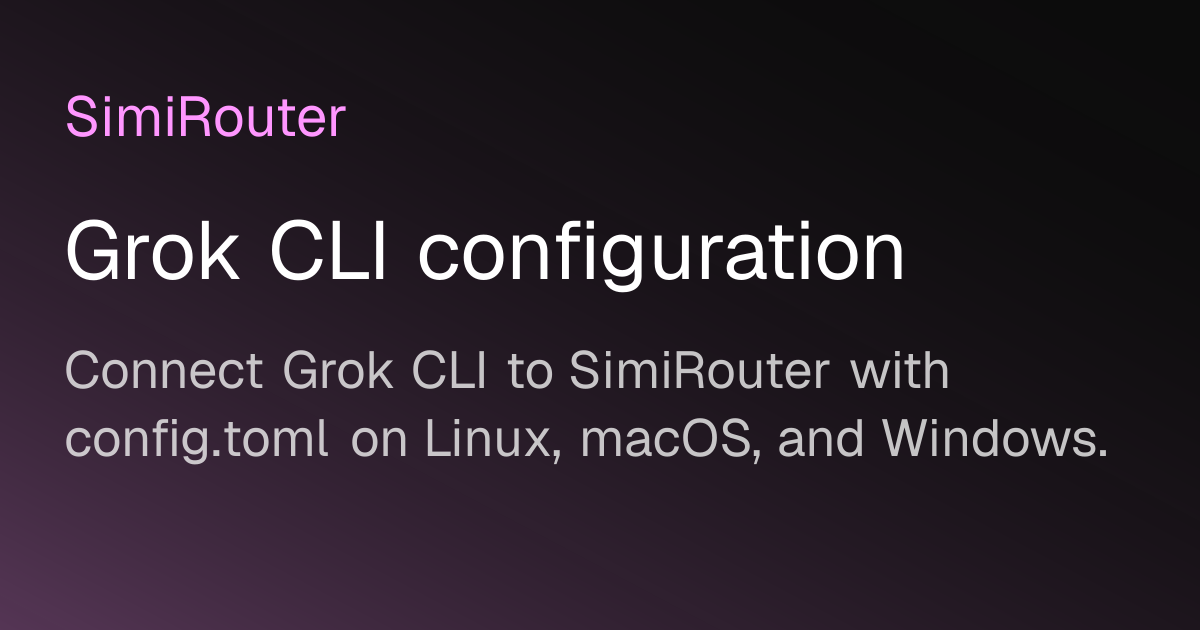 SimiRouter
Grok CLI configuration
Connect Grok CLI to SimiRouter with
config.toml on Linux, macOS, and Windows.